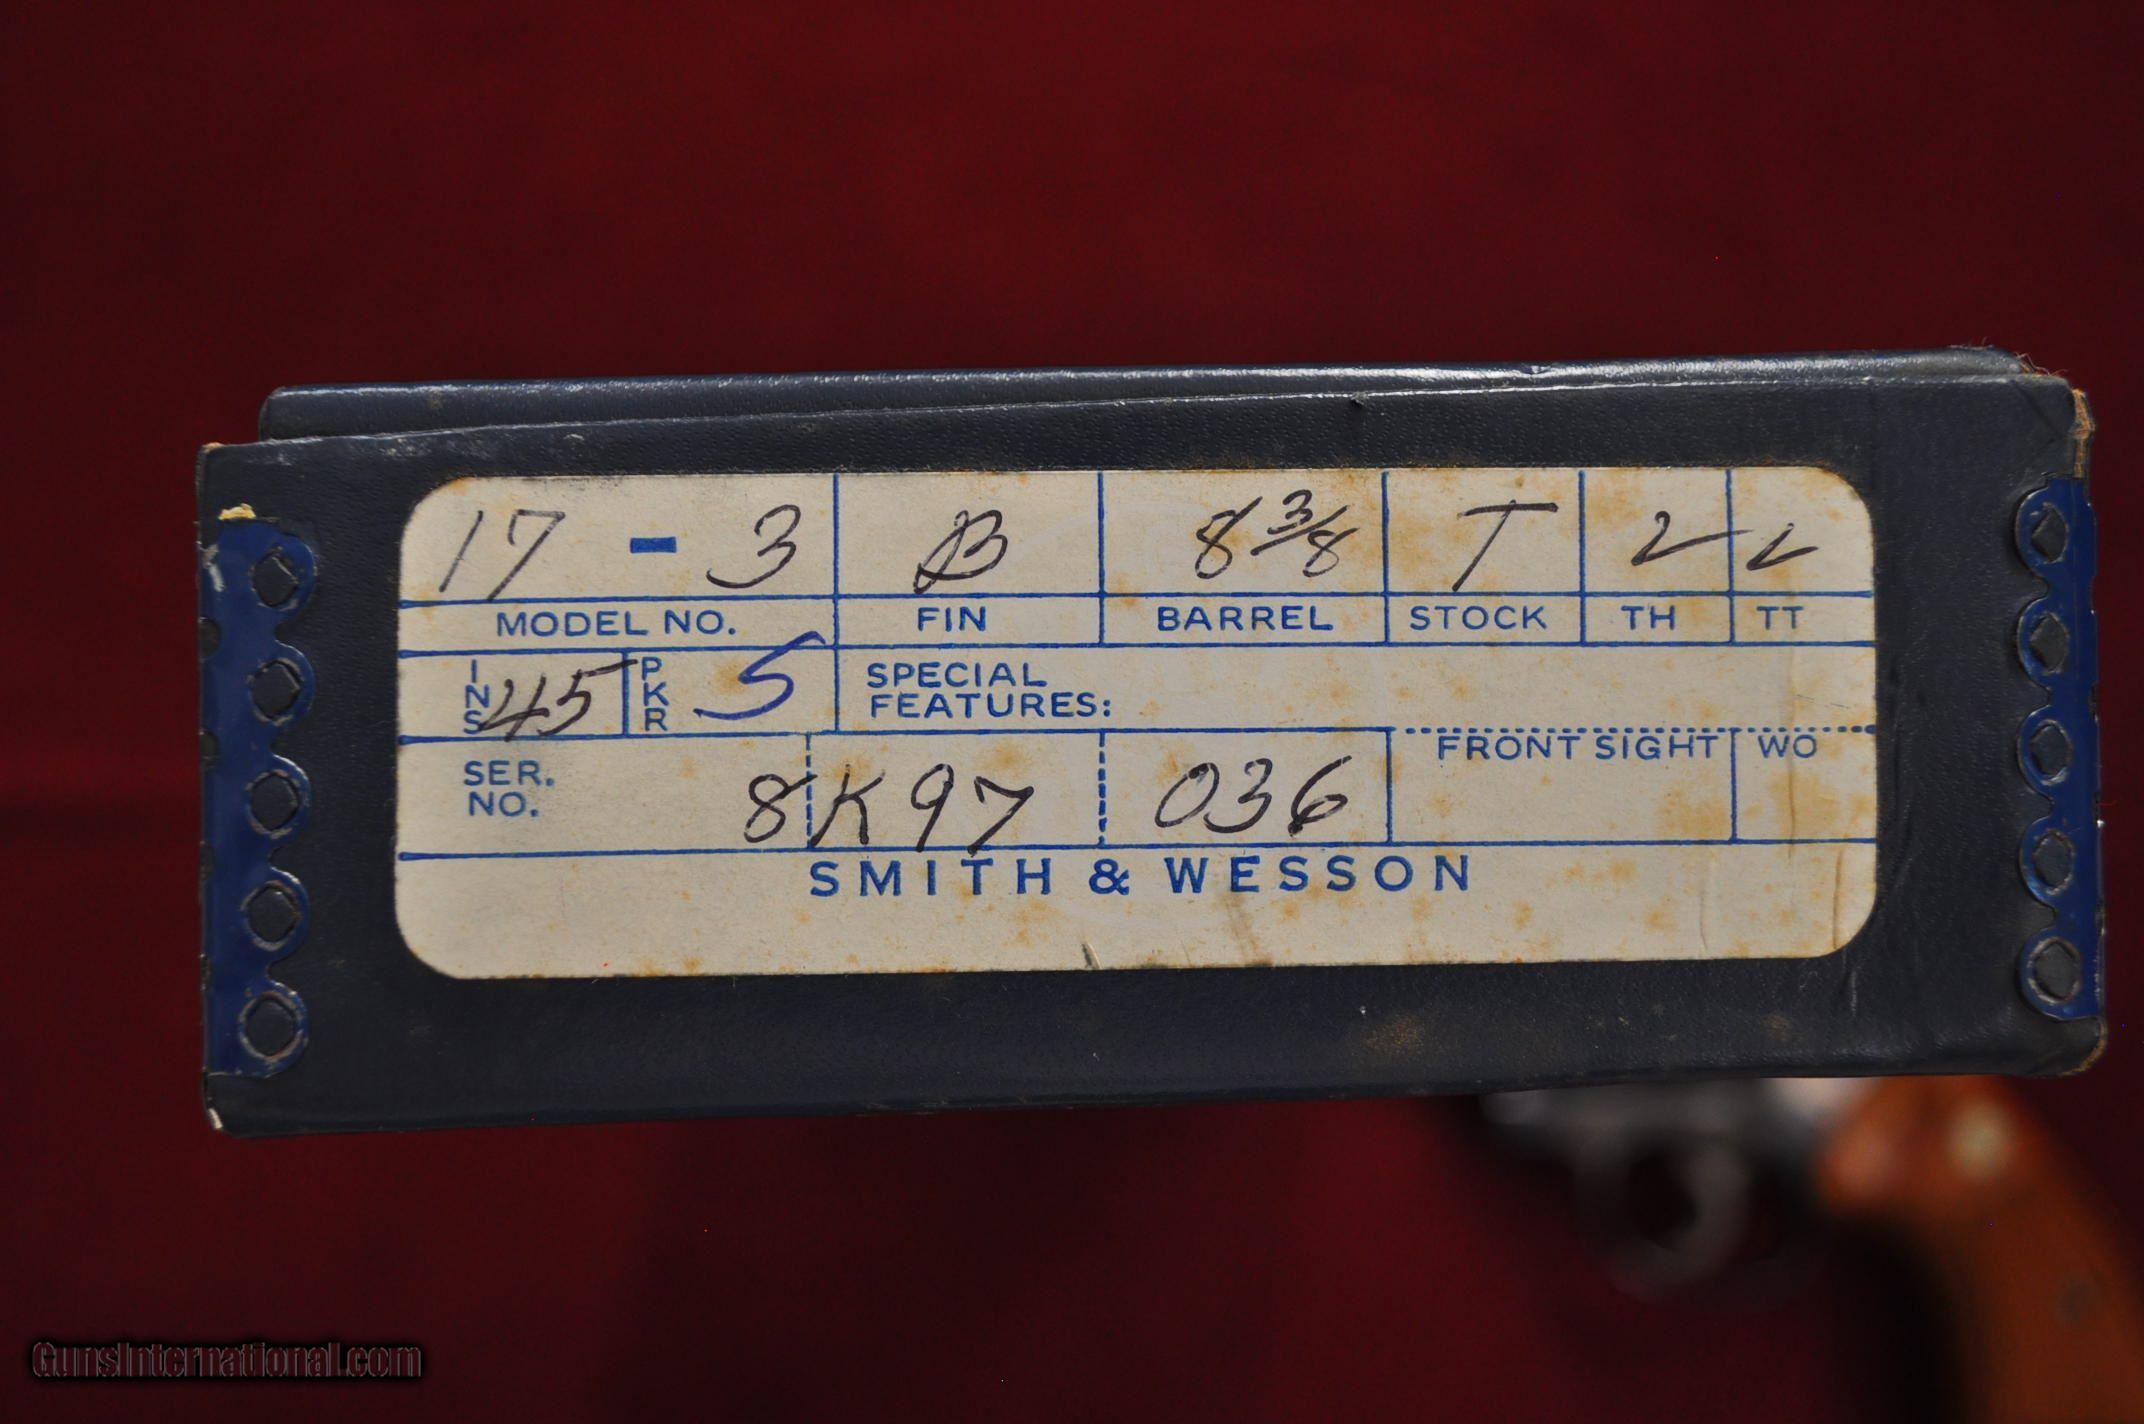 17 - 3 B 8 3/8 T 2 2
MODEL NO. FIN BARREL STOCK TH TT
INS 45 PKR 5 SPECIAL
FEATURES:
FRONT SIGHT WO
SER.
NO. 8K97 036
SMITH & WESSON
GunsInternational.com